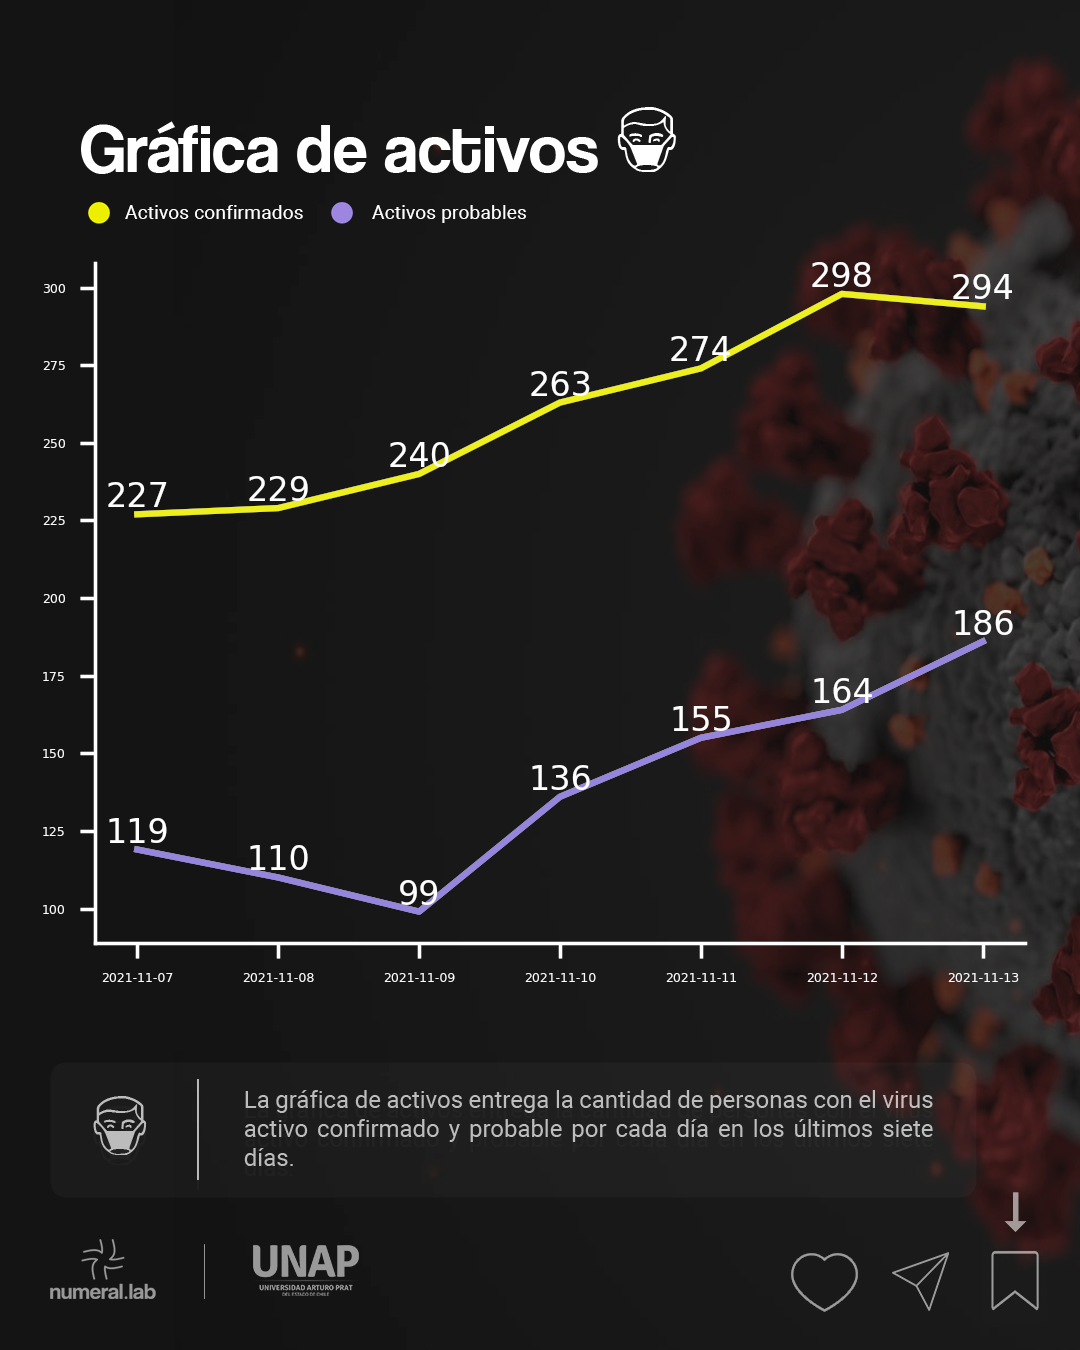 Gráfica de activos
Activos confirmados Activos probables
300
275
250
225
200
175
150
125
100
227 229 240 263 274 298 294
119 110 99 136 155 164 186
2021-11-07 2021-11-08 2021-11-09 2021-11-10 2021-11-11 2021-11-12 2021-11-13
La gráfica de activos entrega la cantidad de personas con el virus
activo confirmado y probable por cada día en los últimos siete
días.
numeral.lab
UNAP
UNIVERSIDAD ARTURO PRAT
DEL ESTADO DE CHILE